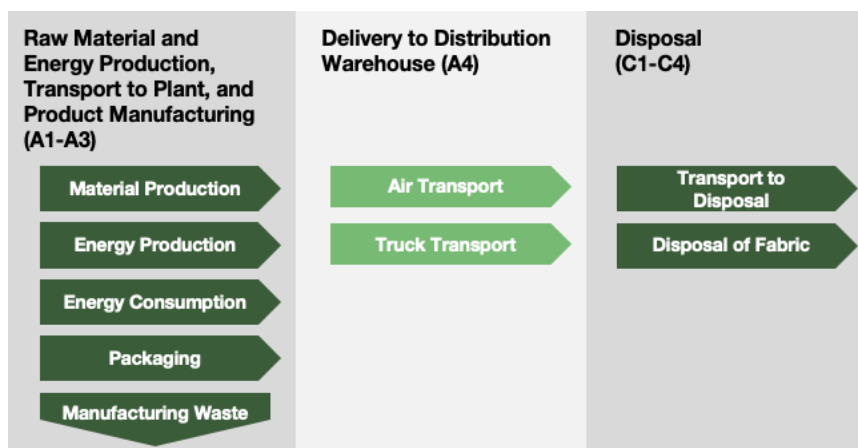 Raw Material and
Energy Production,
Transport to Plant, and
Product Manufacturing
(A1-A3)
Material Production
Energy Production
Energy Consumption
Packaging
Manufacturing Waste
Delivery to Distribution
Warehouse (A4)
Air Transport
Truck Transport
Disposal
(C1-C4)
Transport to
Disposal
Disposal of Fabric